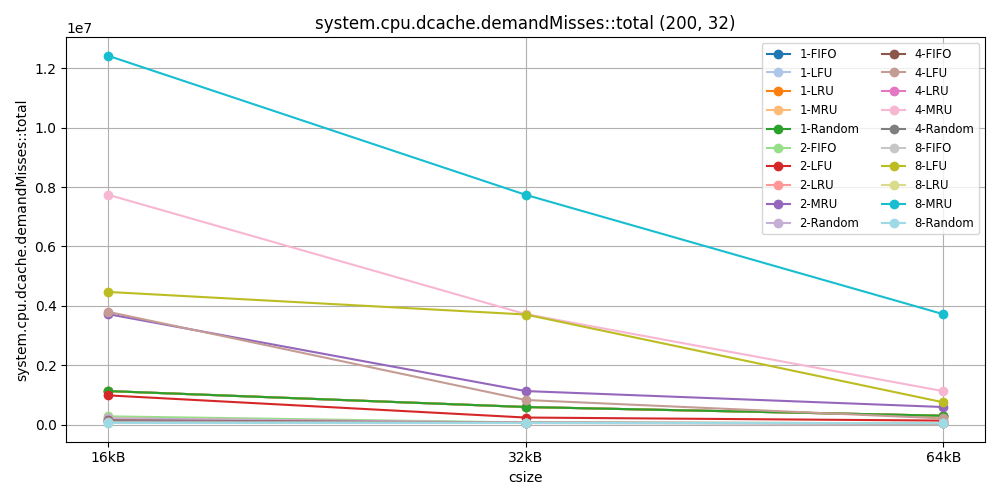 system.cpu.dcache.demandMisses::total (200, 32)
1e7
system.cpu.dcache.demandMisses::total
1.2
1.0
0.8
0.6
0.4
0.2
0.0
1-FIFO
1-LFU
1-LRU
1-MRU
1-Random
2-FIFO
2-LFU
2-LRU
2-MRU
2-Random
4-FIFO
4-LFU
4-LRU
4-MRU
4-Random
8-FIFO
8-LFU
8-LRU
8-MRU
8-Random
16kB
32kB
64kB
csize